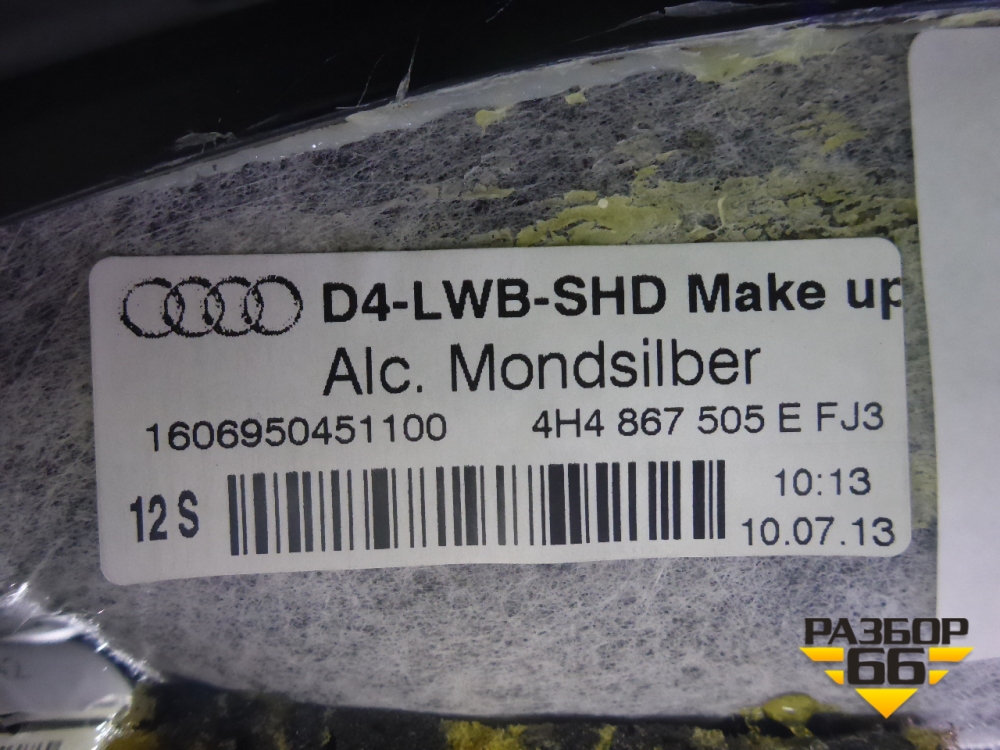 D4-LWB-SHD Make up
Alc. Mondsilber
1606950451100 4H4 867 505 E FJ3
12 S
10:13
10.07.13
РАЗБОР
66